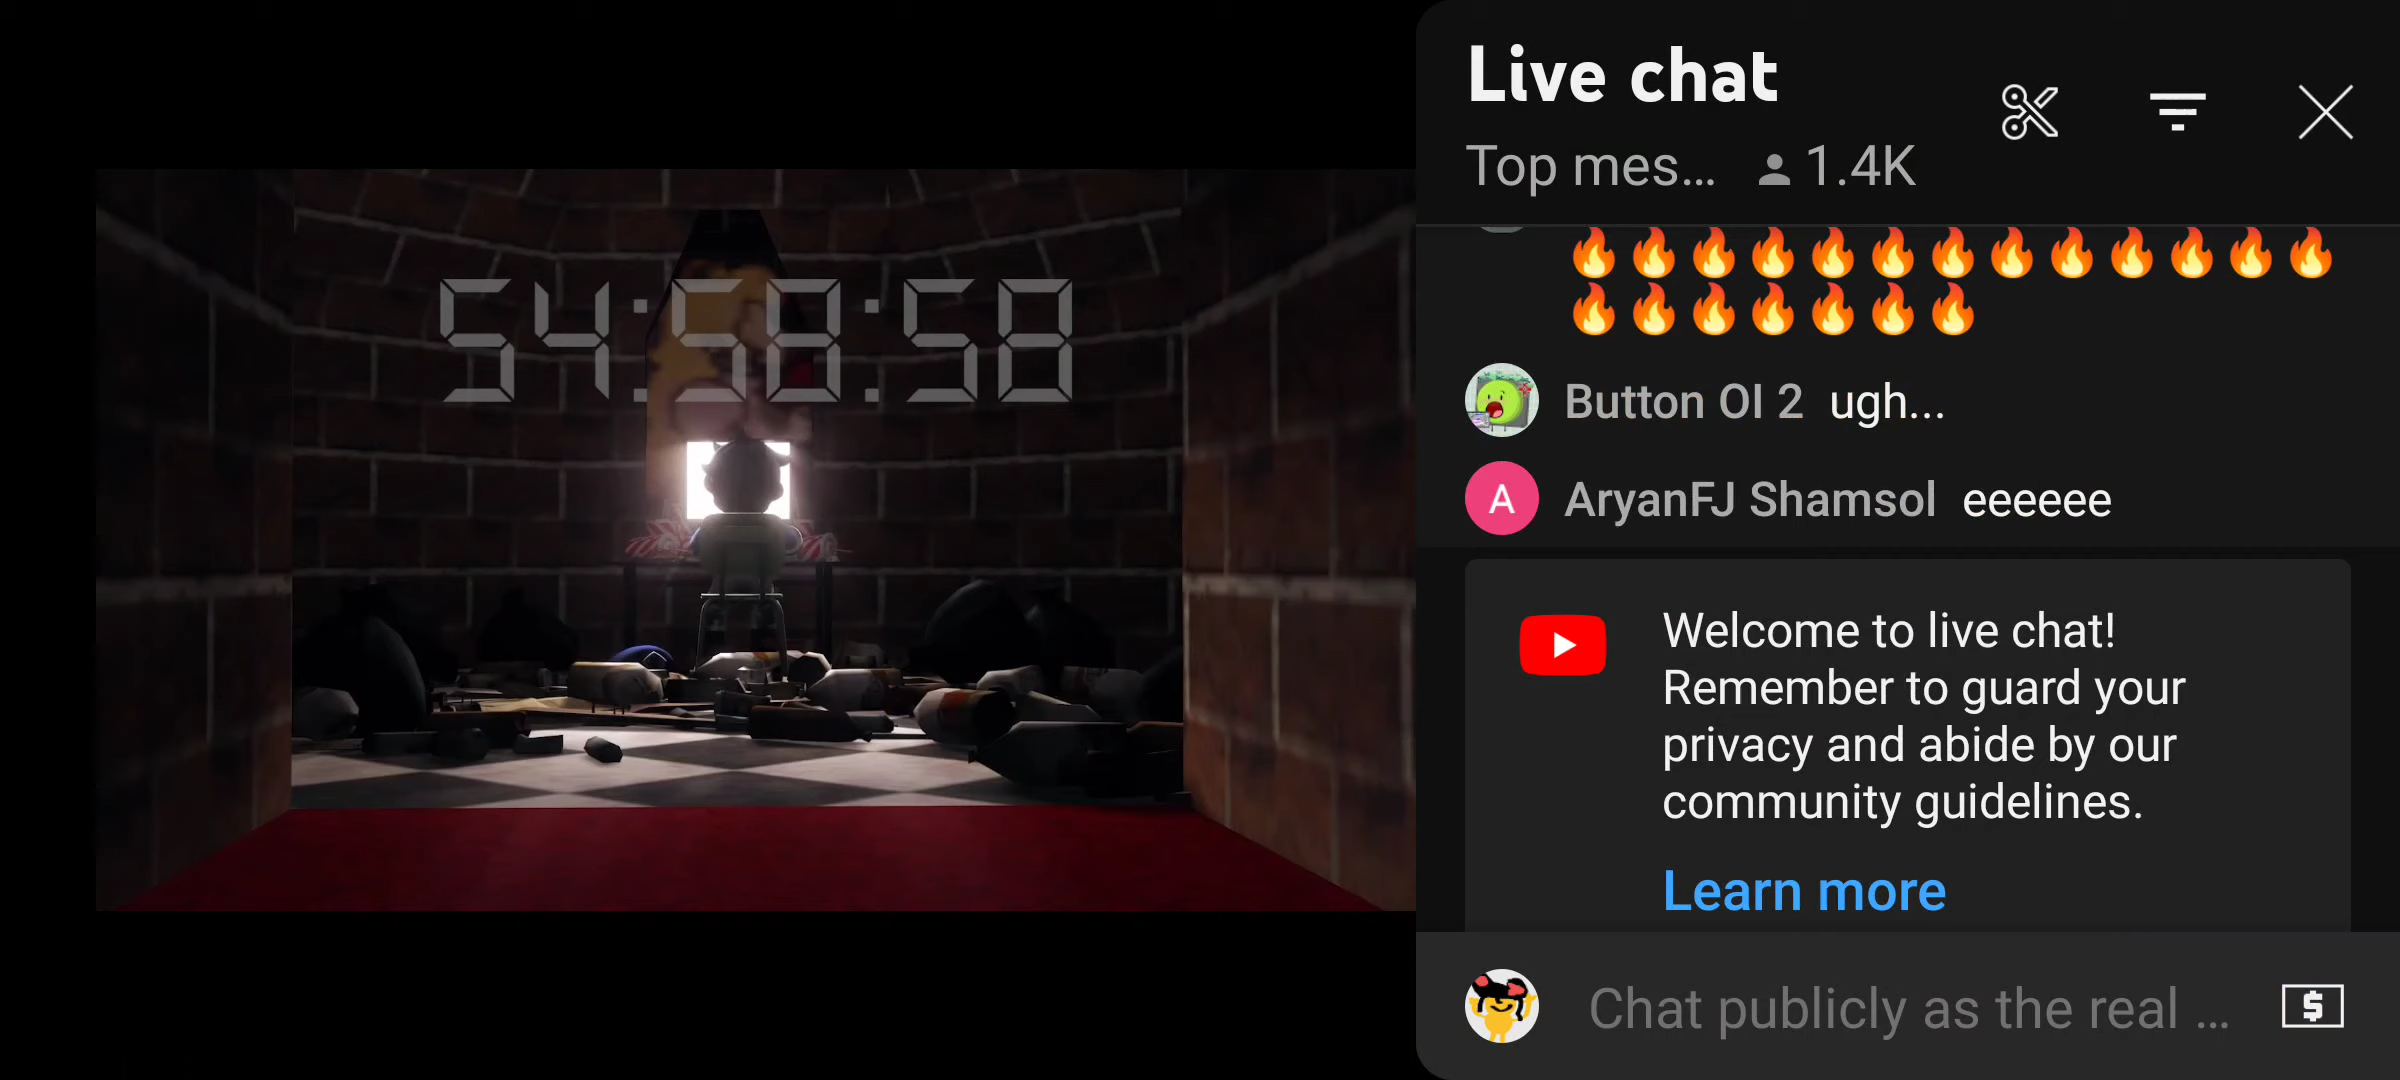 Live chat
Top mes... 1.4K
54:58:58
Button OI 2 ugh...
A AryanFJ Shamsol eeeeee
Welcome to live chat!
Remember to guard your
privacy and abide by our
community guidelines.
Learn more
Chat publicly as the real ...